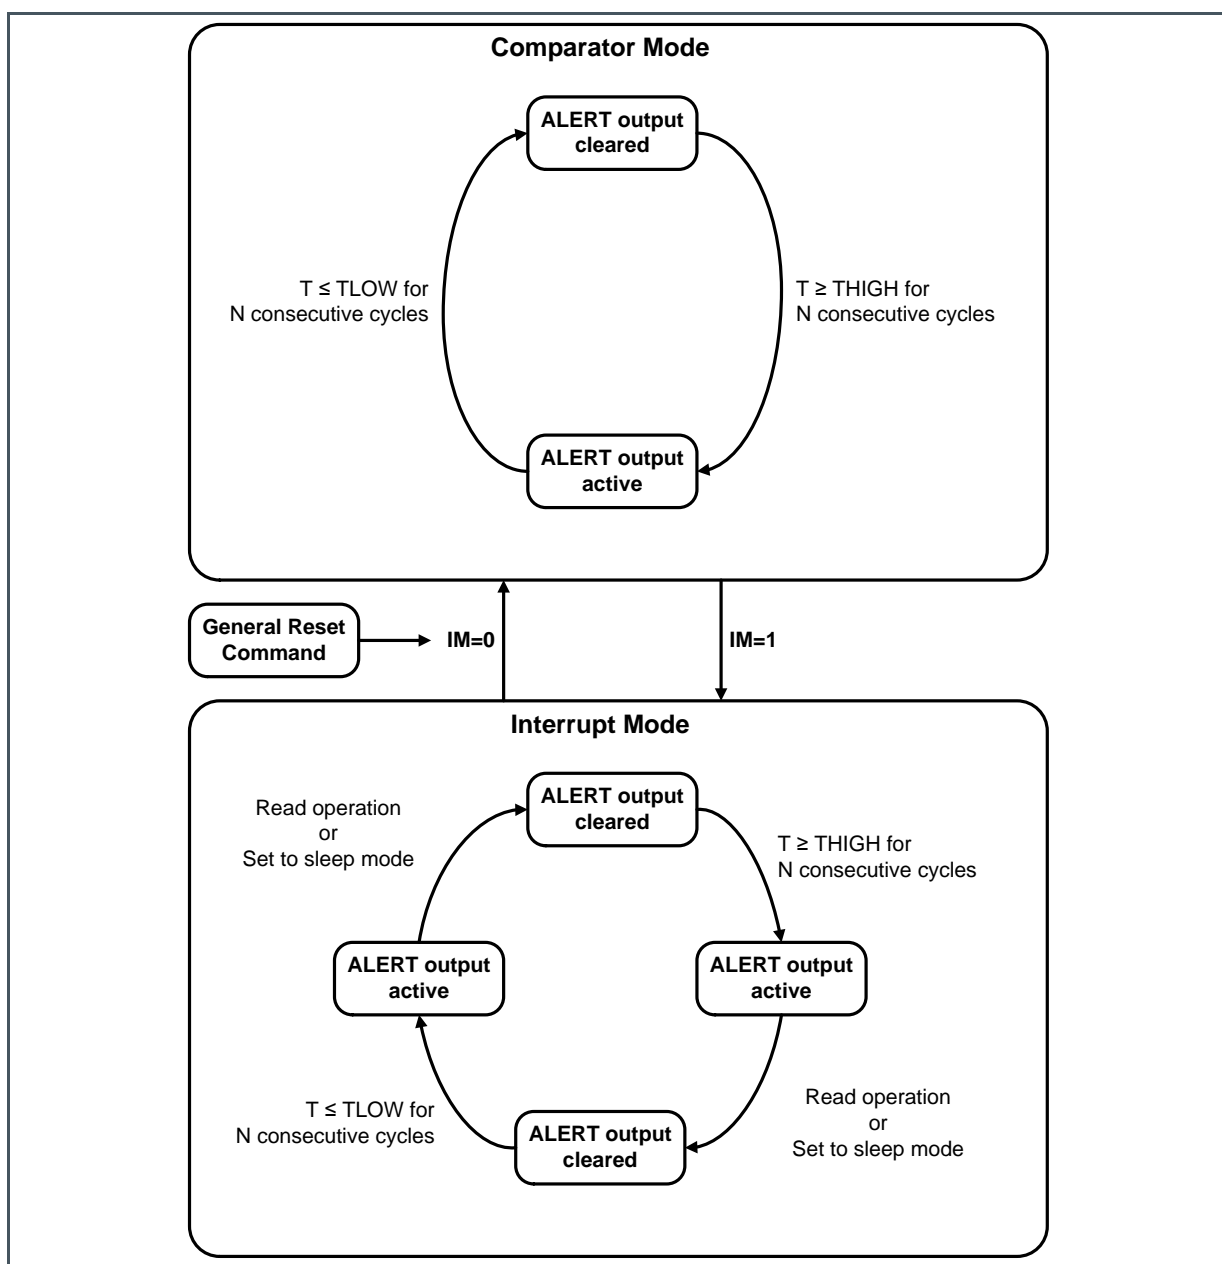 Comparator Mode
ALERT output
cleared
T ≤ TLOW for
N consecutive cycles
T ≥ THIGH for
N consecutive cycles
ALERT output
active
General Reset
Command
IM=0
IM=1
Interrupt Mode
ALERT output
cleared
Read operation
or
Set to sleep mode
T ≥ THIGH for
N consecutive cycles
ALERT output
active
ALERT output
active
T ≤ TLOW for
N consecutive cycles
ALERT output
cleared
Read operation
or
Set to sleep mode